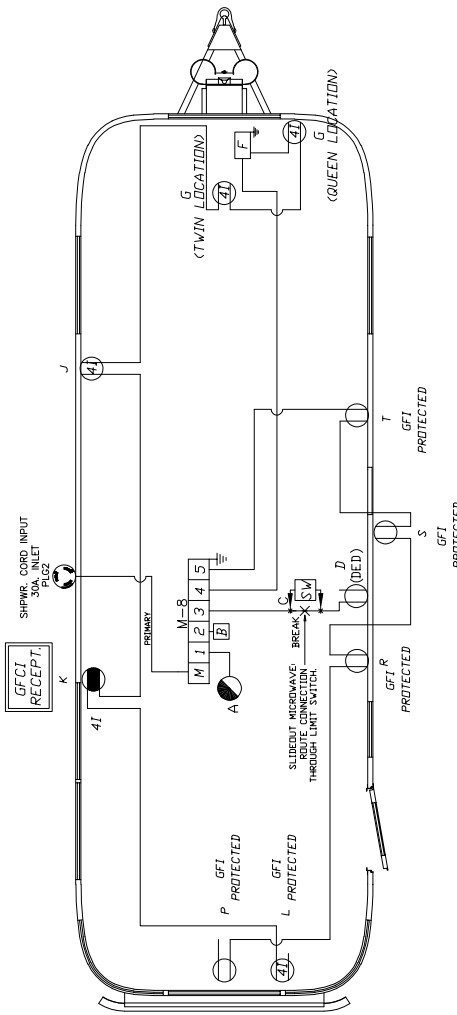 GFCI
RECEPT.
SHPWR. CORD INPUT
30A. INLET
PLG2
K
J
4I
4I
PRIMARY
M-8
M 1 2 3 4 5
B
A
G
(TWIN LOCATION)
4I
F
4I
G
(QUEEN LOCATION)
P
GFI
PROTECTED
L
GFI
PROTECTED
4I
C
BREAK
SW
SLIDEOUT MICROWAVE:
ROUTE CONNECTION
THROUGH LIMIT SWITCH.
D
(DED)
R
GFI
PROTECTED
T
GFI
PROTECTED
S
GFI
PROTECTED